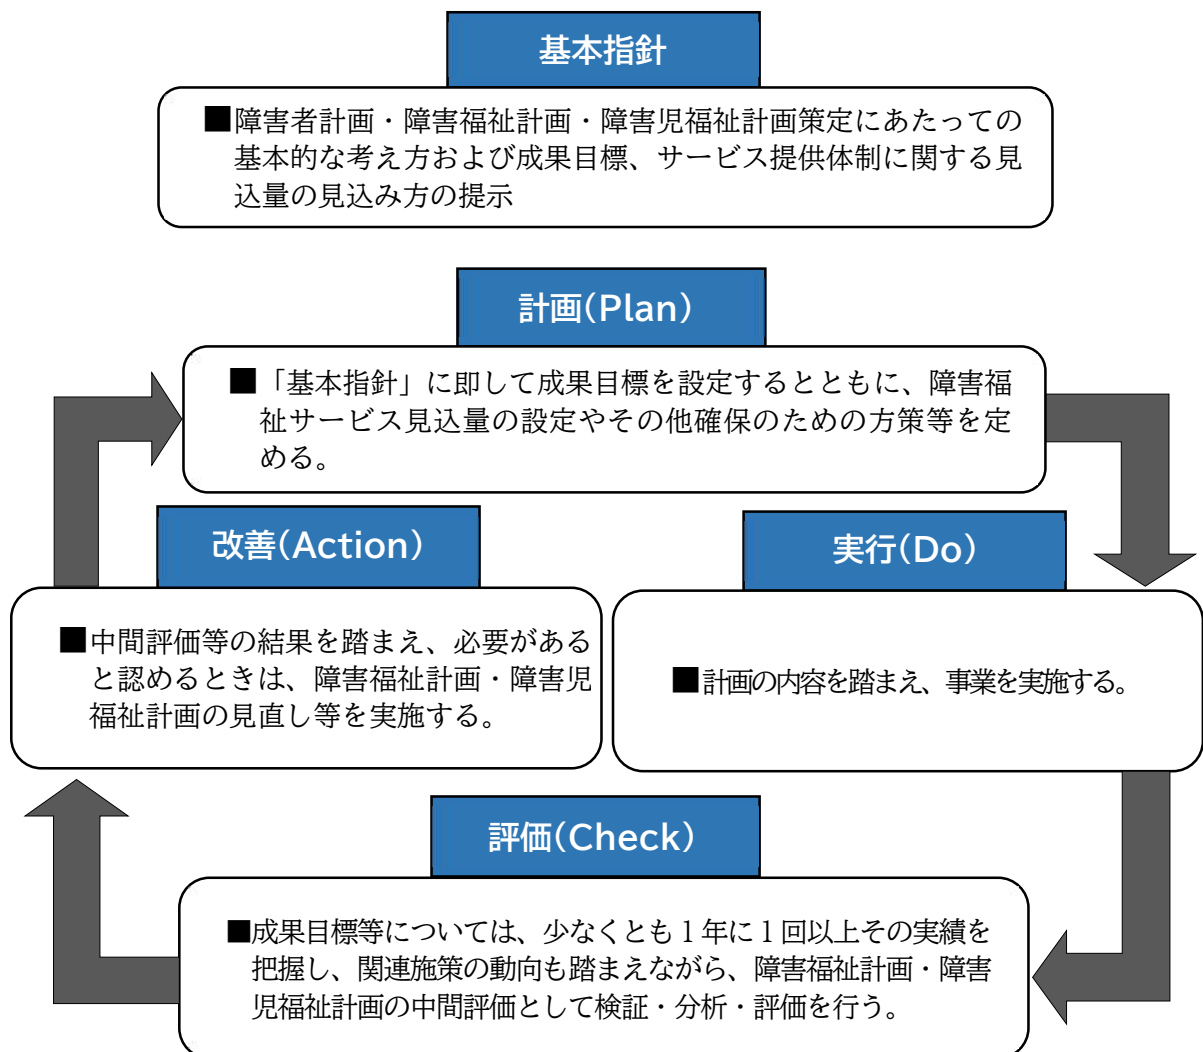 基本指針
■障害者計画・障害福祉計画・障害児福祉計画策定にあたっての
基本的な考え方および成果目標、サービス提供体制に関する見
込量の見込み方の提示
計画(Plan)
■「基本指針」に即して成果目標を設定するとともに、障害福
祉サービス見込量の設定やその他確保のための方策等を定
める。
改善(Action)
■中間評価等の結果を踏まえ、必要がある
と認めるときは、障害福祉計画・障害児
福祉計画の見直し等を実施する。
実行(Do)
■計画の内容を踏まえ、事業を実施する。
評価(Check)
■成果目標等については、少なくとも１年に１回以上その実績を
把握し、関連施策の動向も踏まえながら、障害福祉計画・障害
児福祉計画の中間評価として検証・分析・評価を行う。